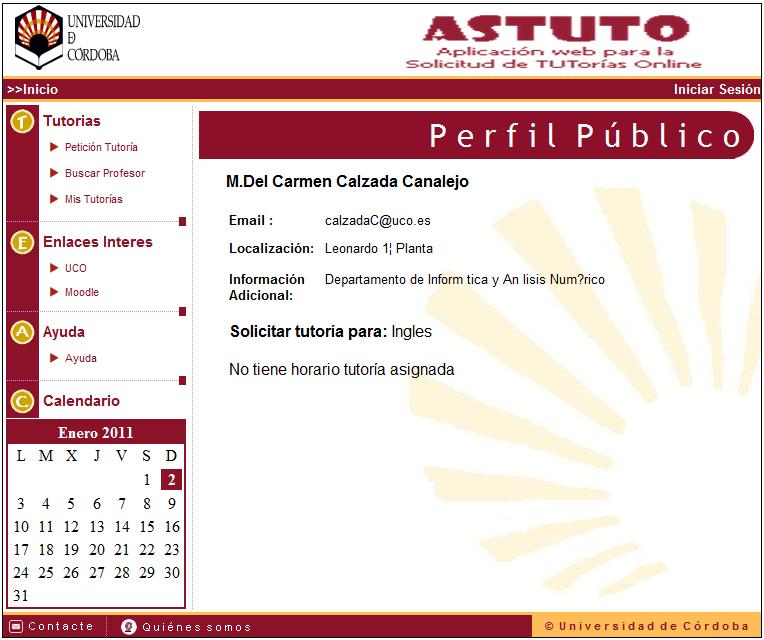 UNIVERSIDAD
Đ
CÓRDOBA
ASTUTO
Aplicación web para la
Solicitud de TUTorías Online
>>Inicio
Iniciar Sesión
T Tutorias
Petición Tutoría
Buscar Profesor
Mis Tutorías
E Enlaces Interes
UCO
Moodle
A Ayuda
Ayuda
C Calendario
Enero 2011
L M X J V S D
1 2
3 4 5 6 7 8 9
10 11 12 13 14 15 16
17 18 19 20 21 22 23
24 25 26 27 28 29 30
31
Perfil Público
M.Del Carmen Calzada Canalejo
Email : calzadaC@uco.es
Localización: Leonardo 1¦ Planta
Información Departamento de Inform tica y An lisis Num?rico
Adicional:
Solicitar tutoría para: Ingles
No tiene horario tutoría asignada
Contacte
Quiénes somos
© Universidad de Córdoba